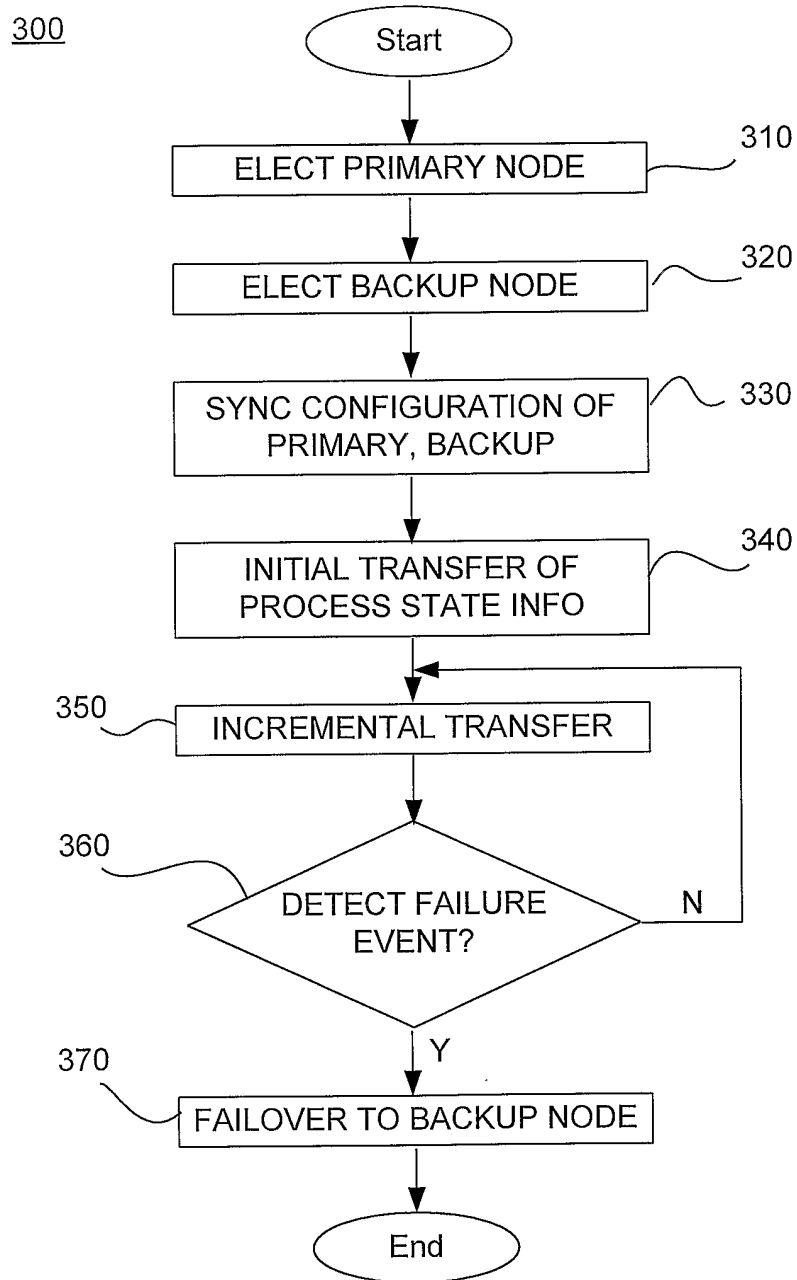 300
Start
310
ELECT PRIMARY NODE
320
ELECT BACKUP NODE
330
SYNC CONFIGURATION OF
PRIMARY, BACKUP
340
INITIAL TRANSFER OF
PROCESS STATE INFO
350
INCREMENTAL TRANSFER
360
DETECT FAILURE
EVENT?
N
Y
370
FAILOVER TO BACKUP NODE
End